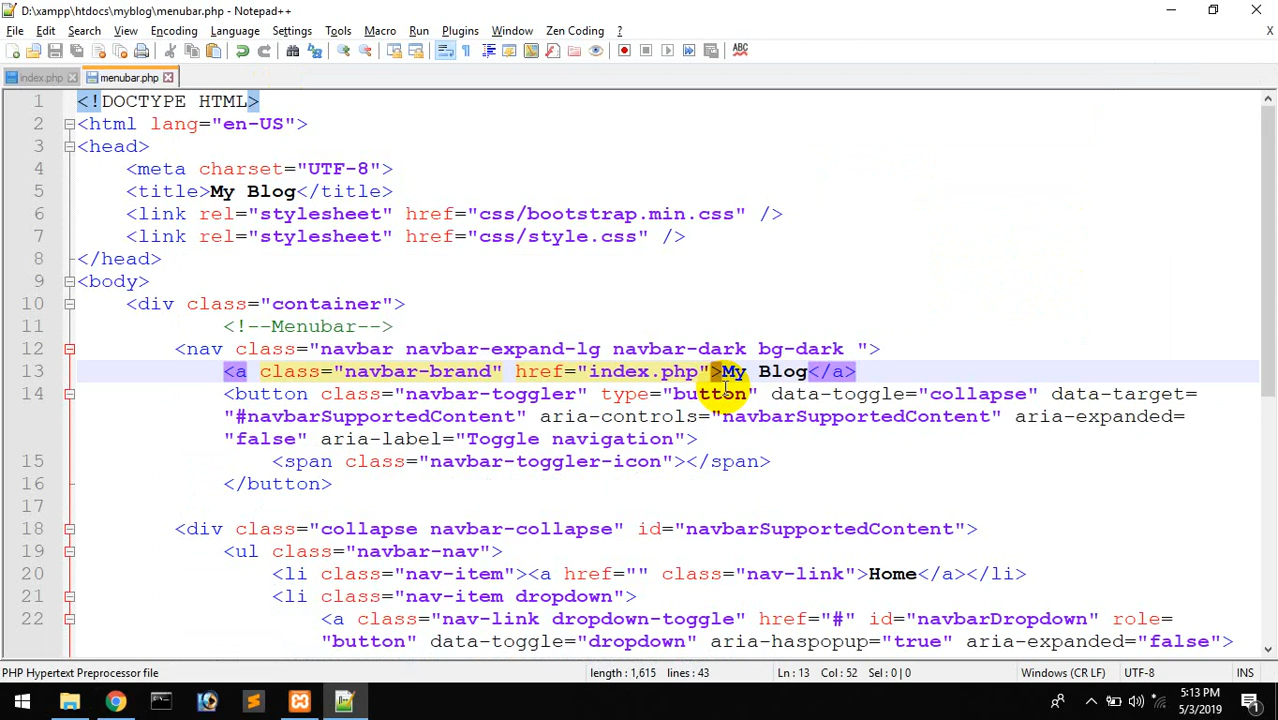 D:\xampp\htdocs\myblog\menubar.php - Notepad++
File Edit Search View Encoding Language Settings Tools Macro Run Plugins Window Zen Coding ? X
index.php menubar.php
1 <!DOCTYPE HTML>
2 <html lang="en-US">
3 <head>
4 <meta charset="UTF-8">
5 <title>My Blog</title>
6 <link rel="stylesheet" href="css/bootstrap.min.css" />
7 <link rel="stylesheet" href="css/style.css" />
8 </head>
9 <body>
10 <div class="container">
11 <!--Menubar-->
12 <nav class="navbar navbar-expand-lg navbar-dark bg-dark ">
13 <a class="navbar-brand" href="index.php">My Blog</a>
14 <button class="navbar-toggler" type="button" data-toggle="collapse" data-target=
"#navbarSupportedContent" aria-controls="navbarSupportedContent" aria-expanded=
"false" aria-label="Toggle navigation">
15 <span class="navbar-toggler-icon"></span>
16 </button>
17
18 <div class="collapse navbar-collapse" id="navbarSupportedContent">
19 <ul class="navbar-nav">
20 <li class="nav-item"><a href="" class="nav-link">Home</a></li>
21 <li class="nav-item dropdown">
22 <a class="nav-link dropdown-toggle" href="#" id="navbarDropdown" role=
"button" data-toggle="dropdown" aria-haspopup="true" aria-expanded="false">
PHP Hypertext Preprocessor file length : 1,615 lines : 43 Ln : 13 Col : 52 Sel : 0 | 0 Windows (CR LF) UTF-8 INS
5:13 PM
5/3/2019